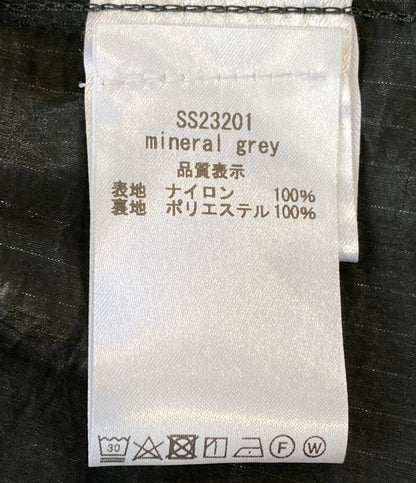 SS23201
mineral grey
品質表示
表地 ナイロン 100%
裏地 ポリエステル 100%
30 F W